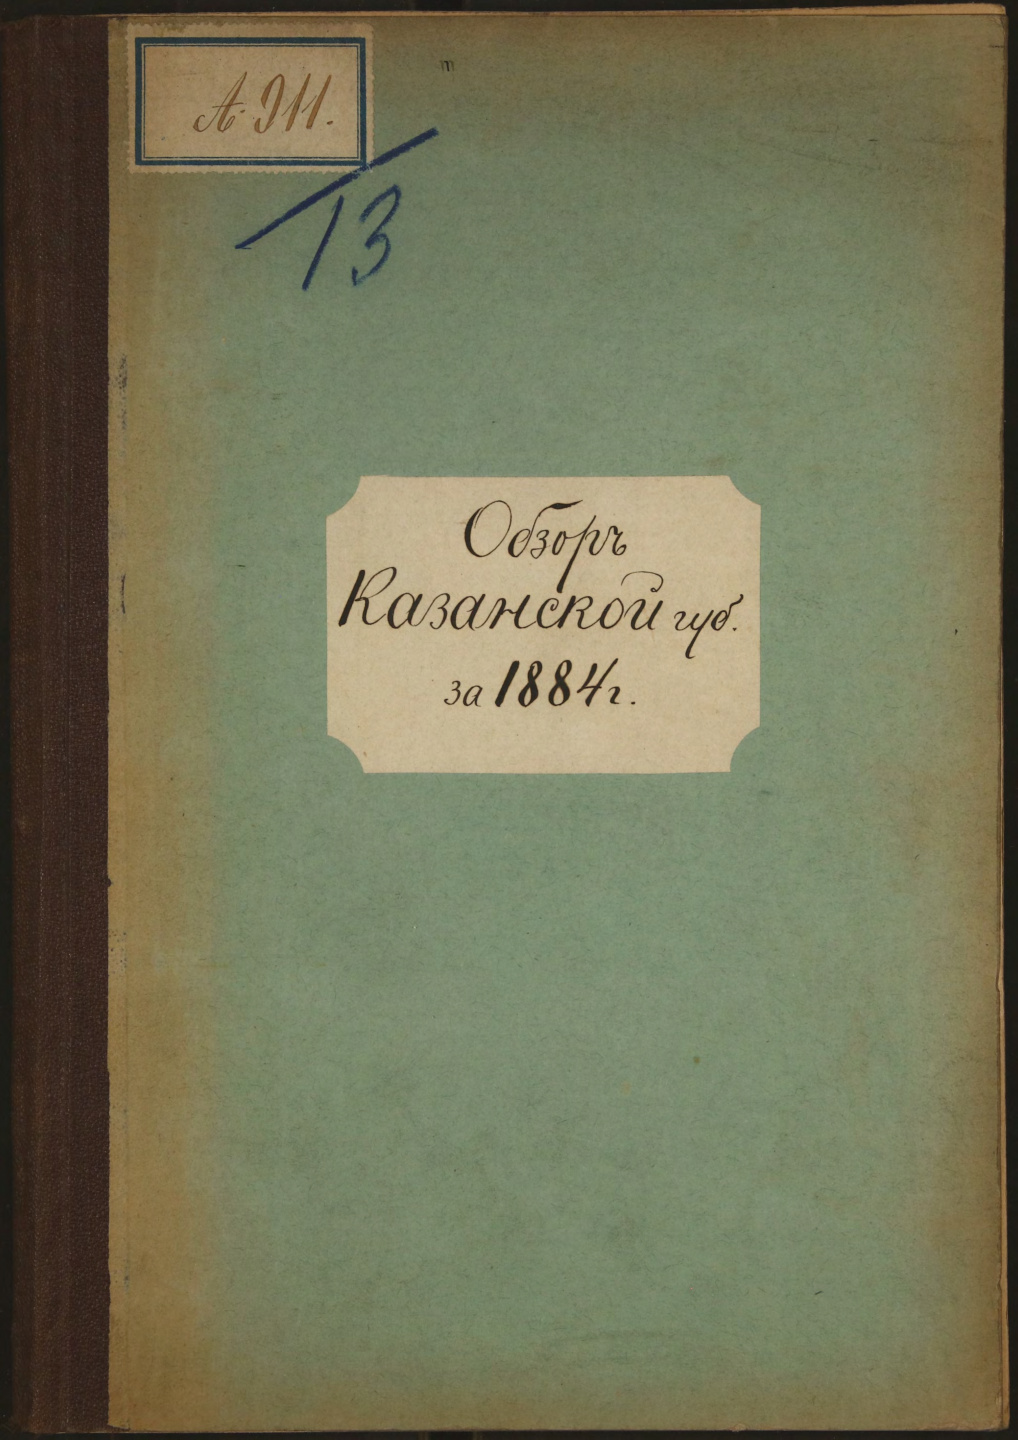 А. 911.
13
Обзоръ
Казанской губ.
за 1884 г.